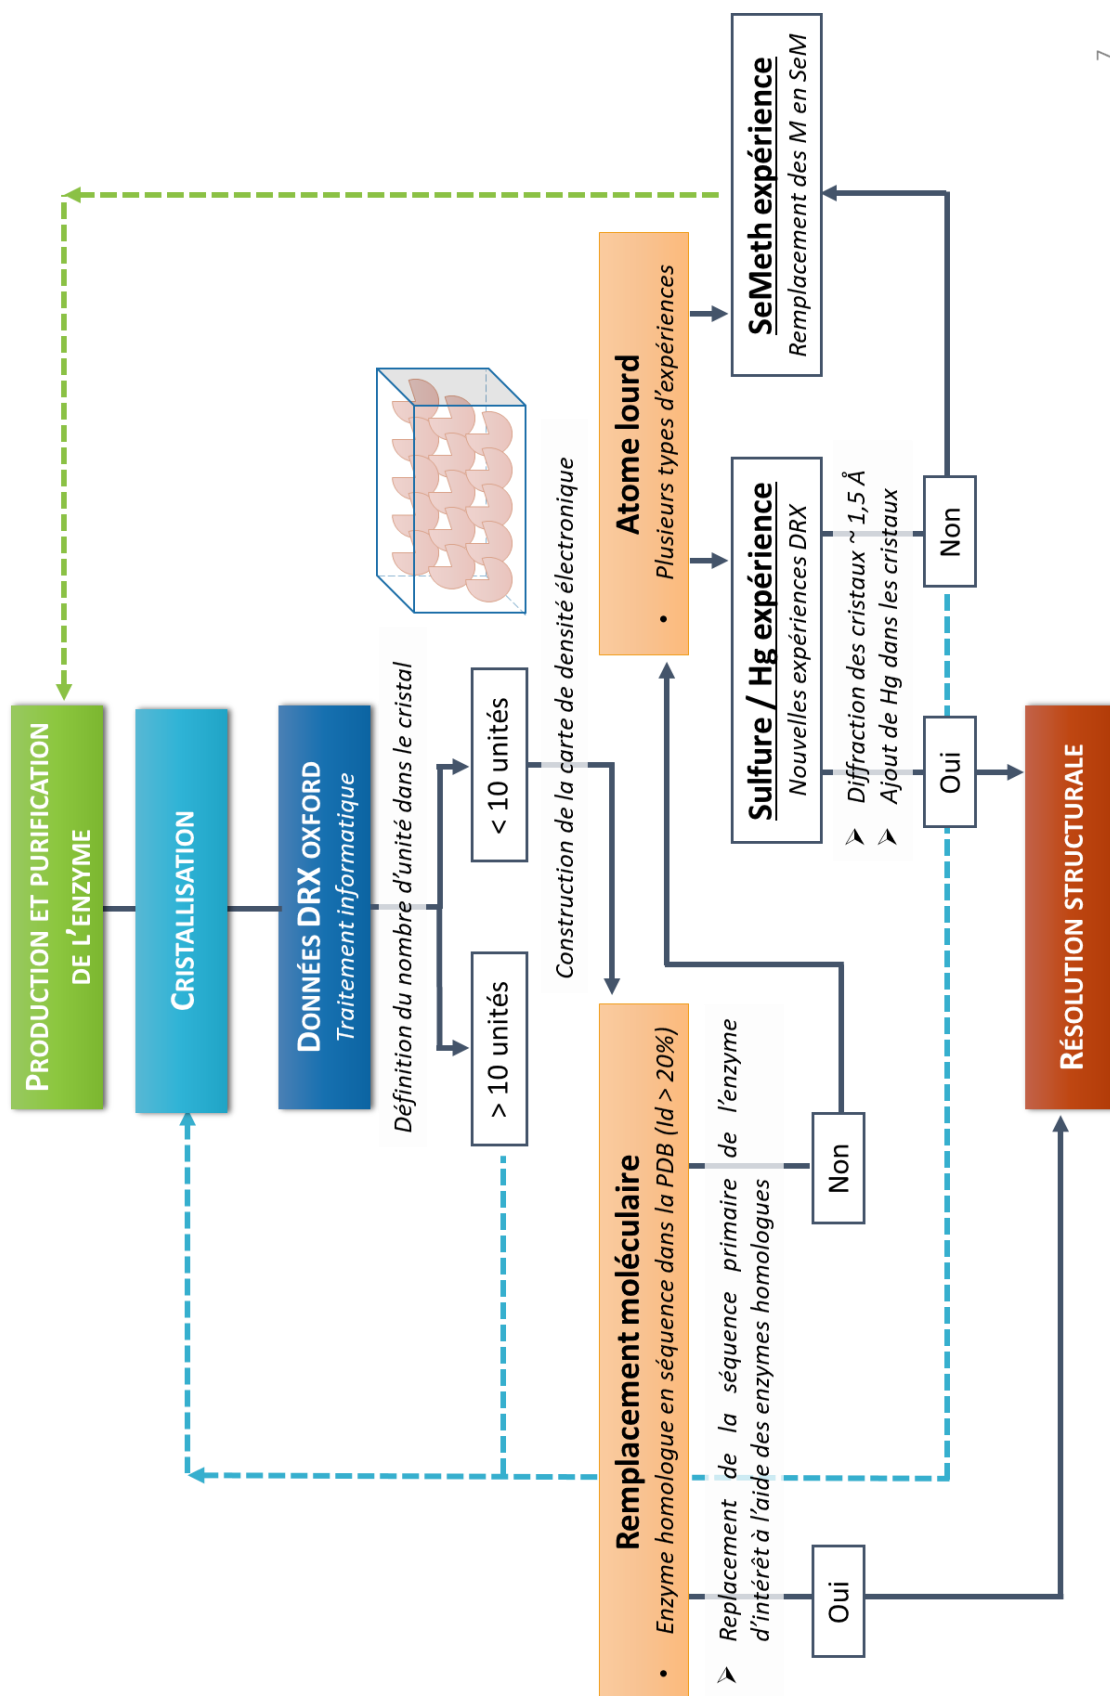 PRODUCTION ET PURIFICATION
DE L'ENZYME
CRISTALLISATION
DONNÉES DRX OXFORD
Traitement informatique
Définition du nombre d'unité dans le cristal
> 10 unités
< 10 unités
Construction de la carte de densité électronique
Remplacement moléculaire
• Enzyme homologue en séquence dans la PDB (Id > 20%)
➢ Replacement de la séquence primaire de l'enzyme
d'intérêt à l'aide des enzymes homologues
Oui
Non
Atome lourd
• Plusieurs types d'expériences
Sulfure / Hg expérience
Nouvelles expériences DRX
➢ Diffraction des cristaux ~ 1,5 Å
➢ Ajout de Hg dans les cristaux
Oui
Non
SeMeth expérience
Remplacement des M en SeM
RÉSOLUTION STRUCTURALE
7